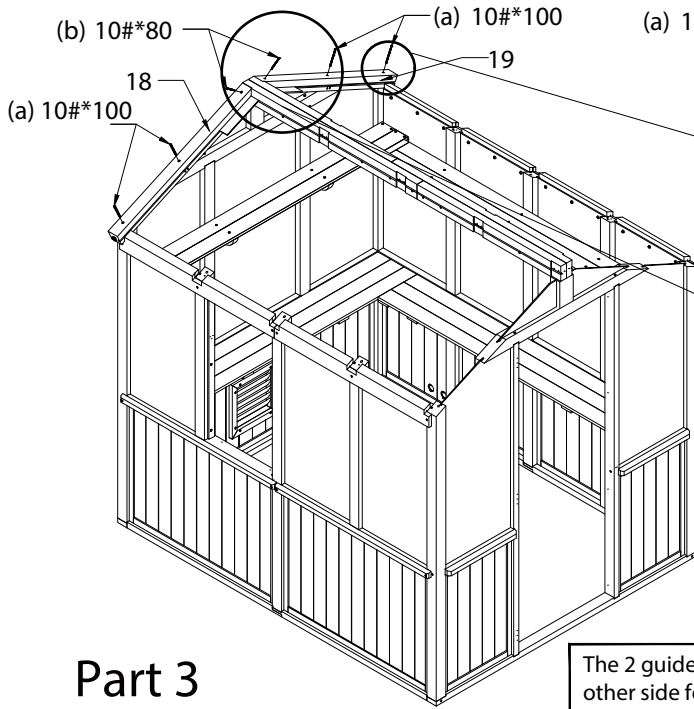 (b) 10#*80
(a) 10#*100
(a) 1
18
19
(a) 10#*100
Part 3
The 2 guide
other side fo